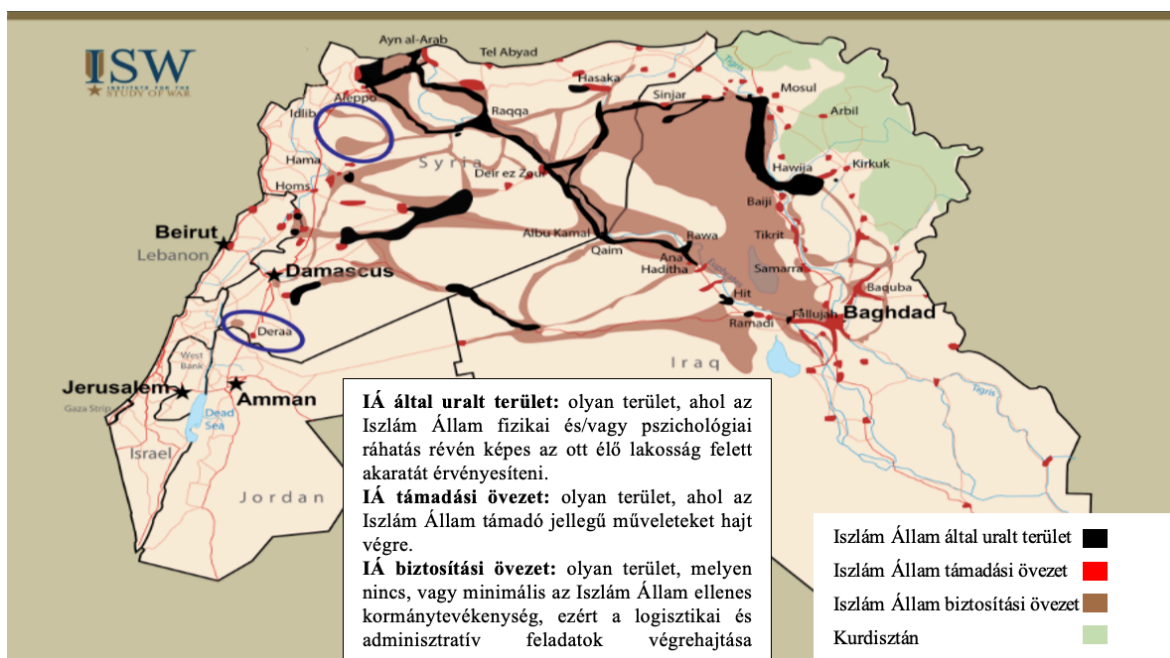 ISW
INSTITUTE FOR THE
STUDY OF WAR
Ayn al-Arab
Tel Abyad
Hasaka
Tigris
Mosul
Sinjar
Arbil
Aleppo
Idlib
Raqqa
Syria
Hama
Deir ez Zour
Hawija
Kirkuk
Homs
Baiji
Beirut
Lebanon
Albu Kamal
Qaim
Rawa
Tikrit
Ana
Haditha
Euphrates
Samarra
Damascus
Hit
Baquba
Deraa
Ramadi
Fallujah
Baghdad
West
Bank
Iraq
Jerusalem
Gaza Strip
Amman
Dead
Sea
Tigris
Israel
Jordan
IÁ által uralt terület: olyan terület, ahol az
Iszlám Állam fizikai és/vagy pszichológiai
ráhatás révén képes az ott élő lakosság felett
akaratát érvényesíteni.
IÁ támadási övezet: olyan terület, ahol az
Iszlám Állam támadó jellegű műveleteket hajt
végre.
IÁ biztosítási övezet: olyan terület, melyen
nincs, vagy minimális az Iszlám Állam ellenes
kormánytevékenység, ezért a logisztikai és
adminisztratív feladatok végrehajtása
Iszlám Állam által uralt terület
Iszlám Állam támadási övezet
Iszlám Állam biztosítási övezet
Kurdisztán